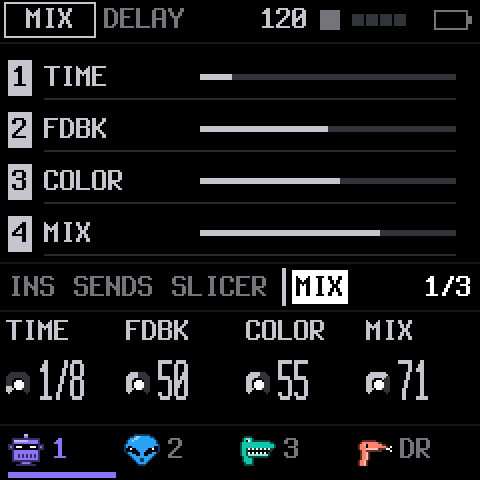 MIX DELAY 120
1 TIME
2 FDBK
3 COLOR
4 MIX
INS SENDS SLICER MIX 1/3
TIME FDBK COLOR MIX
1/8 50 55 71
1 2 3 DR